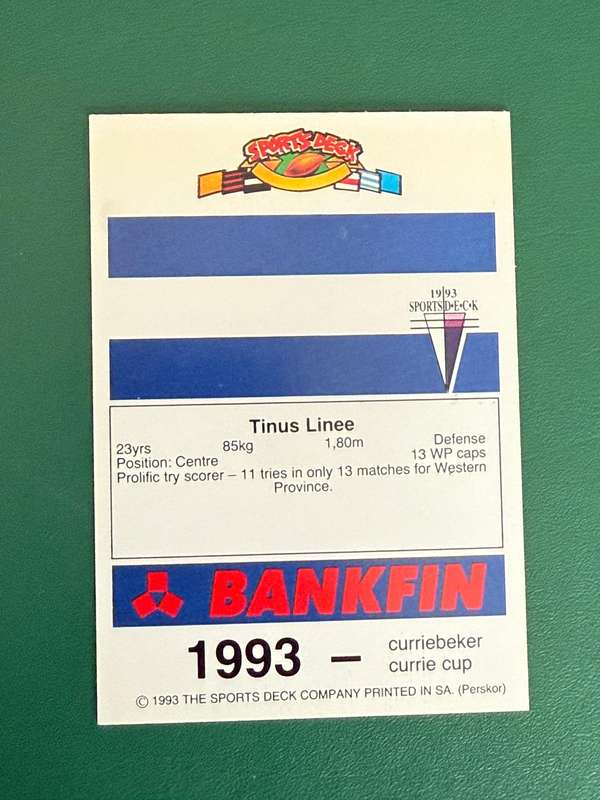 SPORTS DECK
19 93
SPORTS D•E•C•K
Tinus Linee
23yrs 85kg 1,80m Defense
Position: Centre 13 WP caps
Prolific try scorer – 11 tries in only 13 matches for Western
Province.
BANKFIN
1993 – curriebeker
currie cup
© 1993 THE SPORTS DECK COMPANY PRINTED IN SA. (Perskor)